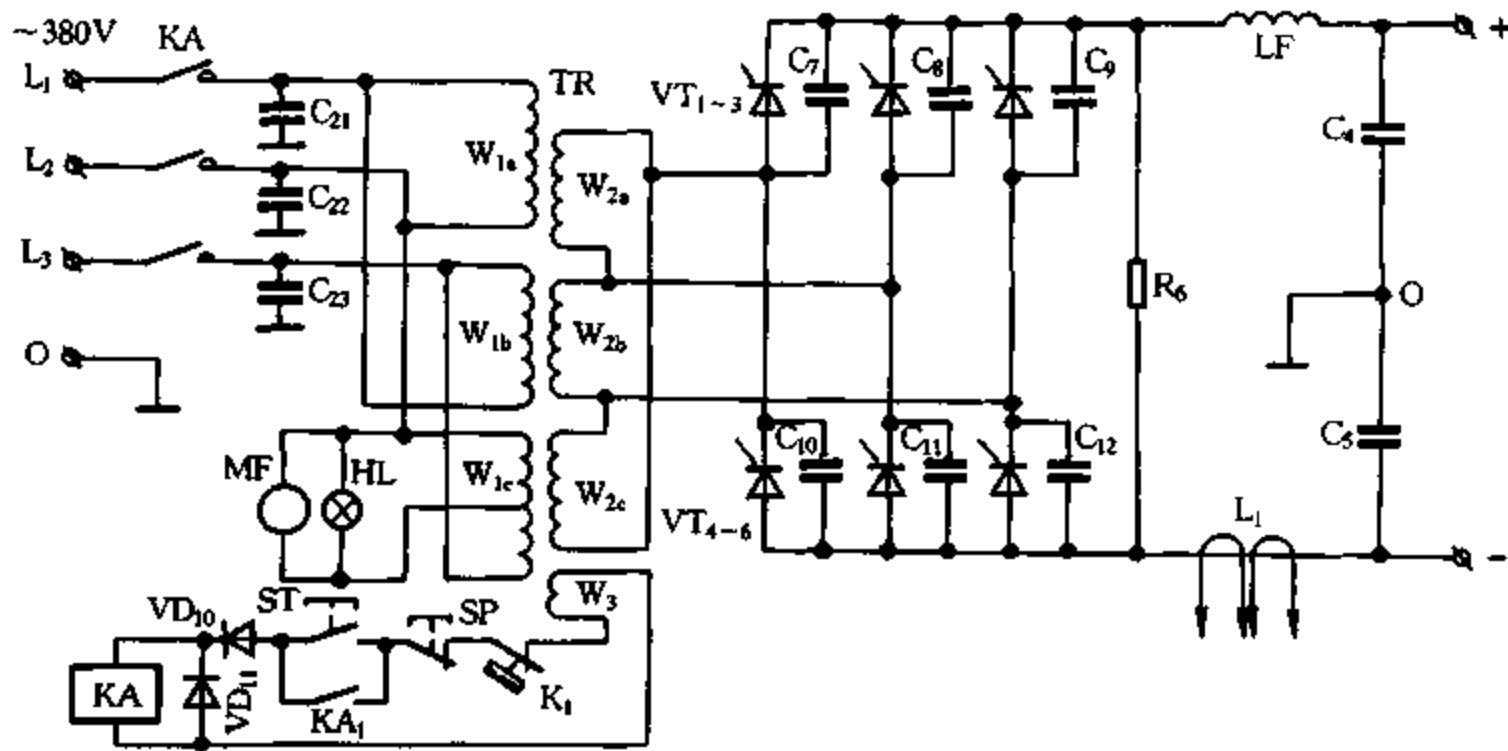 ~380V
KA
L₁
C₂₁
L₂
C₂₂
L₃
C₂₃
O
TR
W₁ₐ
W₂ₐ
W₁b
W₂b
W₁c
W₂c
W₃
MF
HL
VT₁~₃
C₇
C₈
C₉
VT₄~₆
C₁₀
C₁₁
C₁₂
R₆
LF
+
C₄
O
C₅
L₁
-
ST
SP
VD₁₀
VD₁₁
KA
KA₁
K₁